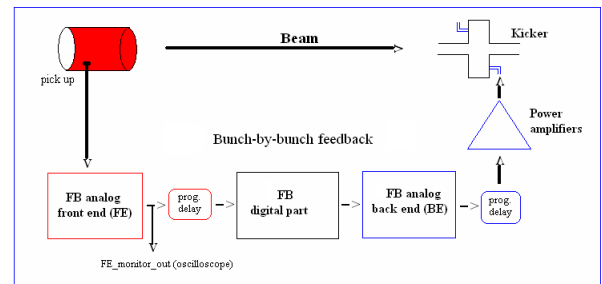 Beam
Kicker
pick up
Power
amplifiers
Bunch-by-bunch feedback
FB analog
front end (FE)
prog.
delay
FB
digital part
FB analog
back end (BE)
prog.
delay
FE_monitor_out (oscilloscope)